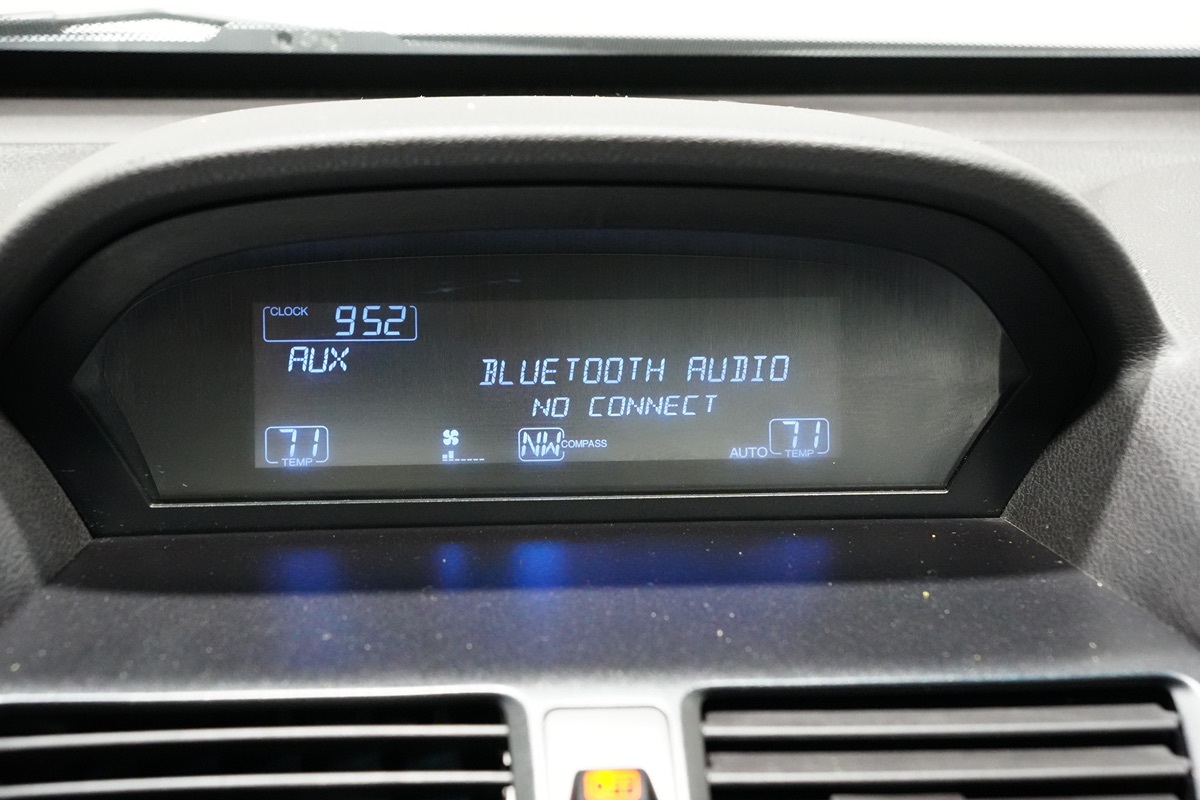 CLOCK 952
AUX
BLUETOOTH AUDIO
NO CONNECT
71 TEMP
NW COMPASS
AUTO 71 TEMP